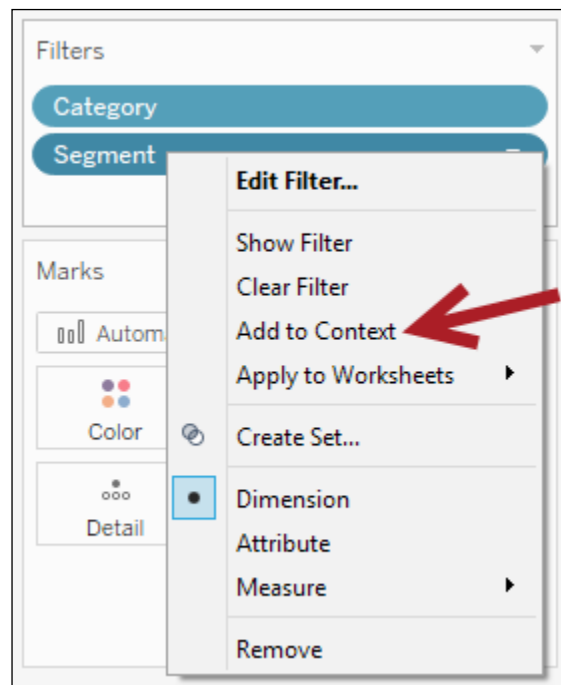 Filters
Category
Segment
Edit Filter...
Show Filter
Clear Filter
Add to Context
Apply to Worksheets
Create Set...
Dimension
Attribute
Measure
Remove
Marks
Autom
Color
Detail